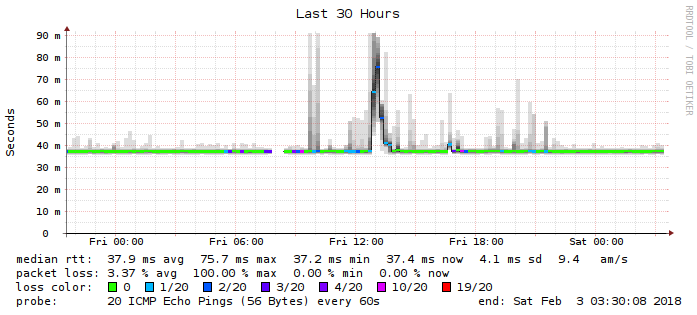 Last 30 Hours
RRDTOOL / TOBI OETIKER
Seconds
90 m
80 m
70 m
60 m
50 m
40 m
30 m
20 m
10 m
0
Fri 00:00 Fri 06:00 Fri 12:00 Fri 18:00 Sat 00:00
median rtt: 37.9 ms avg 75.7 ms max 37.2 ms min 37.4 ms now 4.1 ms sd 9.4 am/s
packet loss: 3.37 % avg 100.00 % max 0.00 % min 0.00 % now
loss color: 0 1/20 2/20 3/20 4/20 10/20 19/20
probe: 20 ICMP Echo Pings (56 Bytes) every 60s end: Sat Feb 3 03:30:08 2018